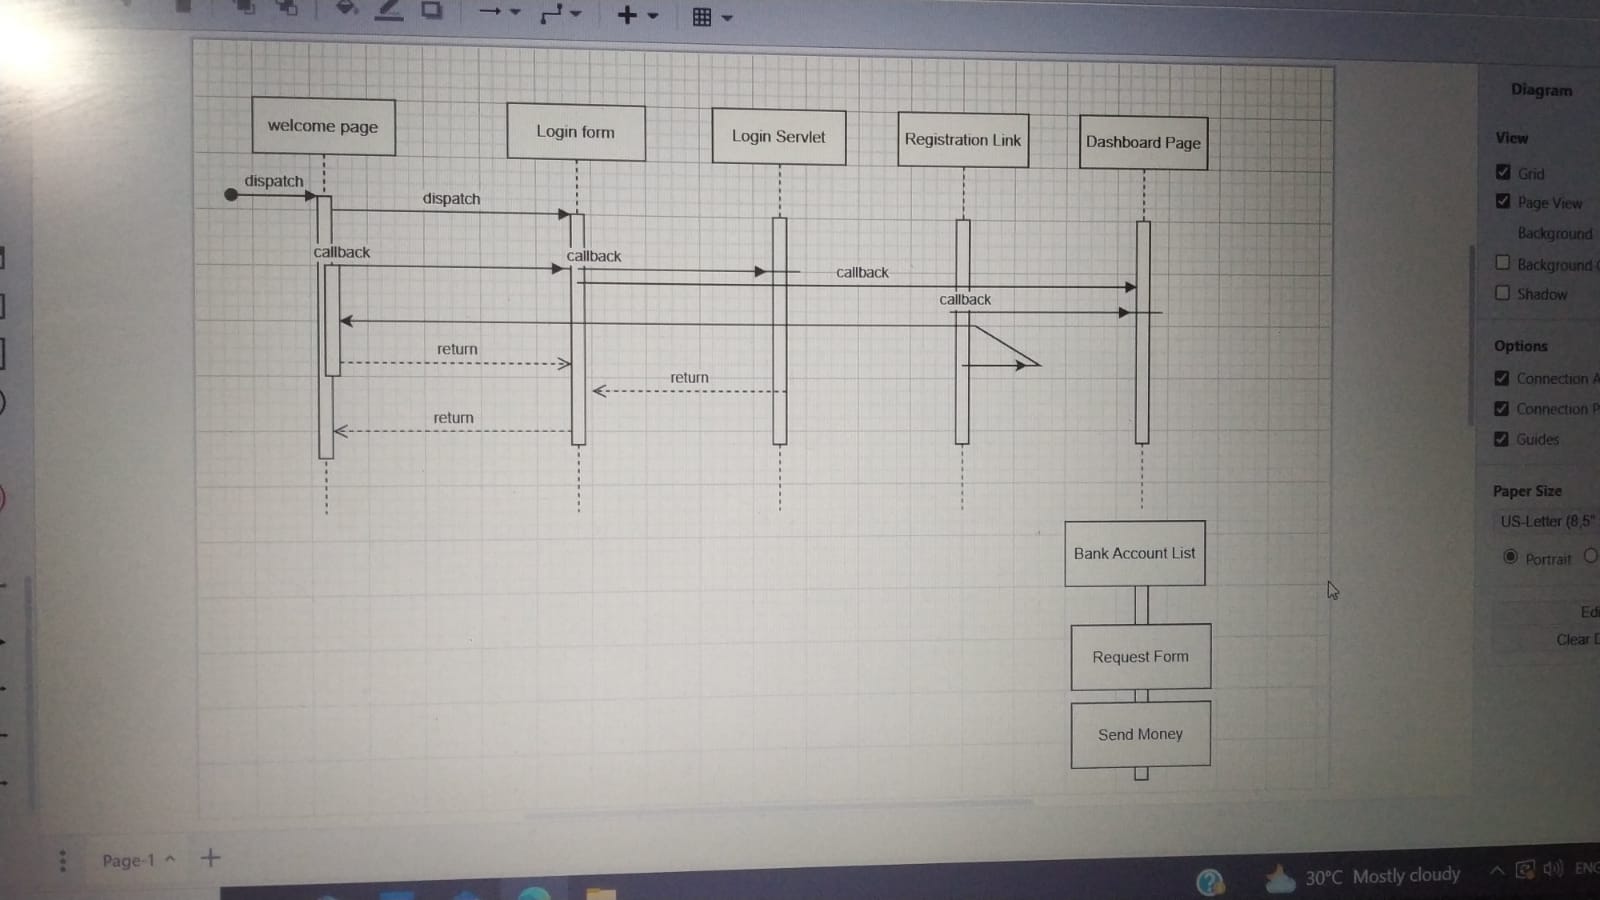 welcome page
Login form
Login Servlet
Registration Link
Dashboard Page
dispatch
dispatch
callback
callback
callback
callback
return
return
return
Bank Account List
Request Form
Send Money
Diagram
View
Grid
Page View
Background
Background
Shadow
Options
Connection A
Connection P
Guides
Paper Size
US-Letter (8,5"
Portrait
Edi
Clear D
Page-1
30°C Mostly cloudy
ENG